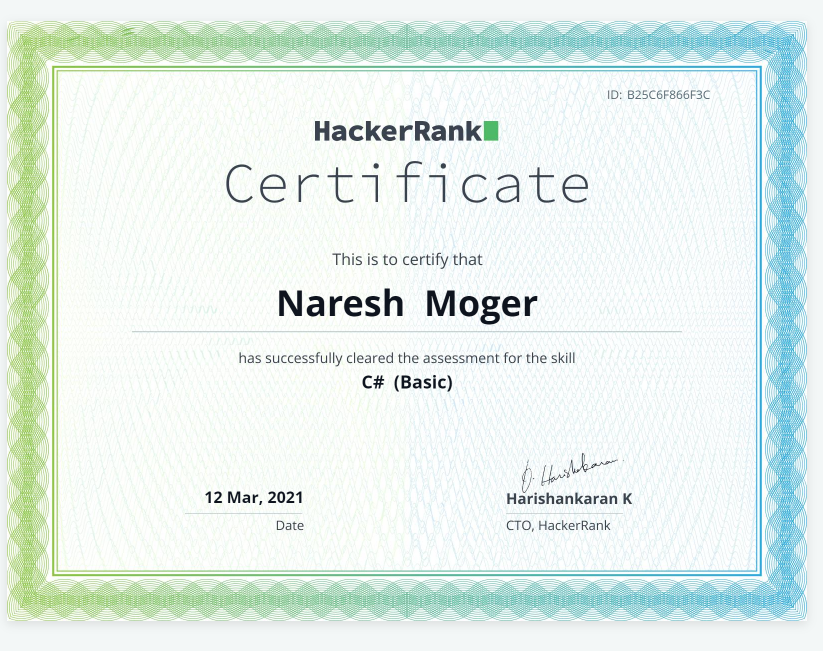 ID: B25C6F866F3C
HackerRank
Certificate
This is to certify that
Naresh Moger
has successfully cleared the assessment for the skill
C# (Basic)
12 Mar, 2021
Date
O. Harishankaran
Harishankaran K
CTO, HackerRank